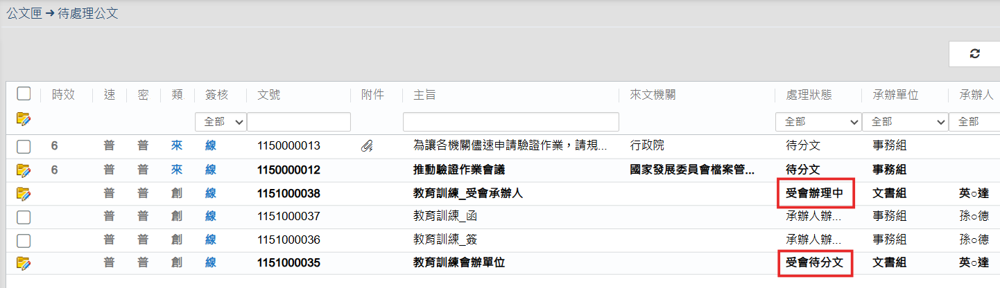 公文匣 → 待處理公文
時效 速 密 類 簽核 文號 附件 主旨 來文機關 處理狀態 承辦單位 承辦人
全部 全部 全部 全部
6 普 普 來 線 1150000013 為讓各機關儘速申請驗證作業，請規... 行政院 待分文 事務組
6 普 普 來 線 1150000012 推動驗證作業會議 國家發展委員會檔案管... 待分文 事務組
普 普 創 線 1151000038 教育訓練_受會承辦人 受會辦理中 文書組 英○達
普 普 創 線 1151000037 教育訓練_函 承辦人辦... 事務組 孫○德
普 普 創 線 1151000036 教育訓練_簽 承辦人辦... 事務組 孫○德
普 普 創 線 1151000035 教育訓練會辦單位 受會待分文 文書組 英○達